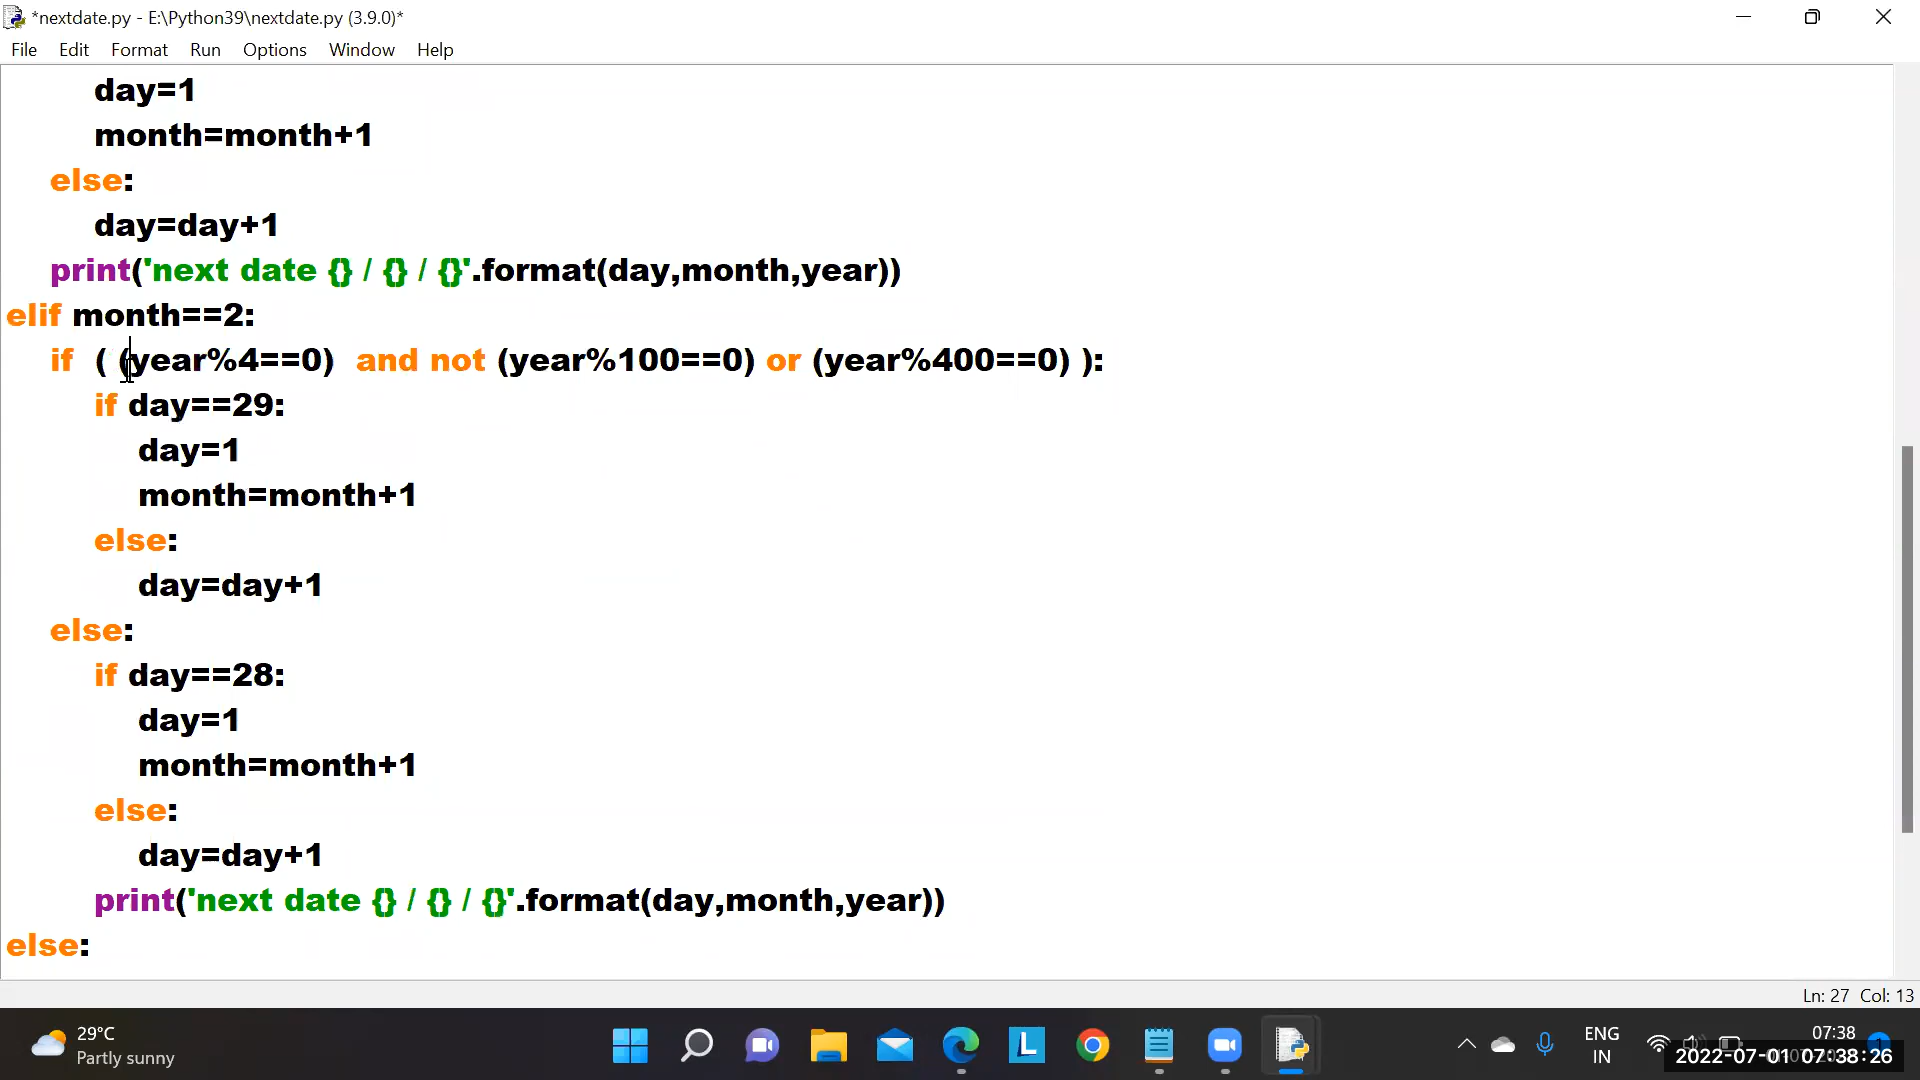 *nextdate.py - E:\Python39\nextdate.py (3.9.0)*
File Edit Format Run Options Window Help
day=1
month=month+1
else:
day=day+1
print('next date {} / {} / {}'.format(day,month,year))
elif month==2:
if ( (year%4==0) and not (year%100==0) or (year%400==0) ):
if day==29:
day=1
month=month+1
else:
day=day+1
else:
if day==28:
day=1
month=month+1
else:
day=day+1
print('next date {} / {} / {}'.format(day,month,year))
else:
Ln: 27 Col: 13
29°C
Partly sunny
L
ENG
IN
07:38
1
2022-07-01 07:38:26